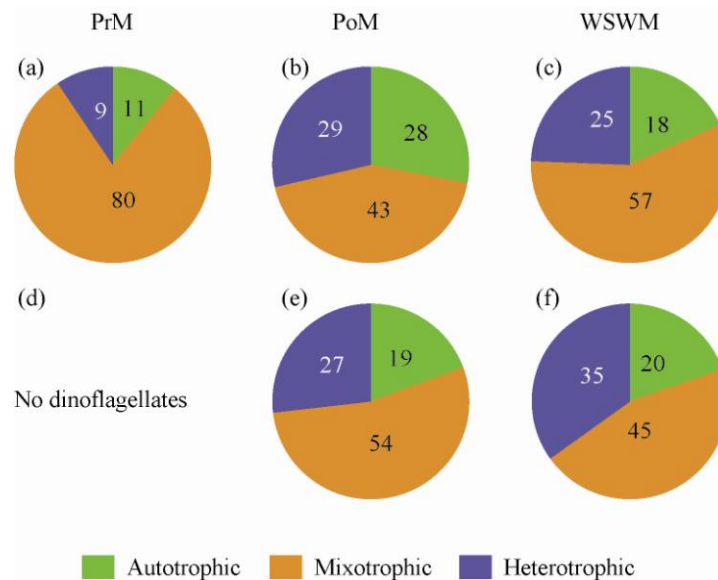 PrM PoM WSWM
(a) (b) (c)
9 11 29 28 25 18
80 43 57
(d) (e) (f)
No dinoflagellates 27 19 35 20
54 45
Autotrophic Mixotrophic Heterotrophic